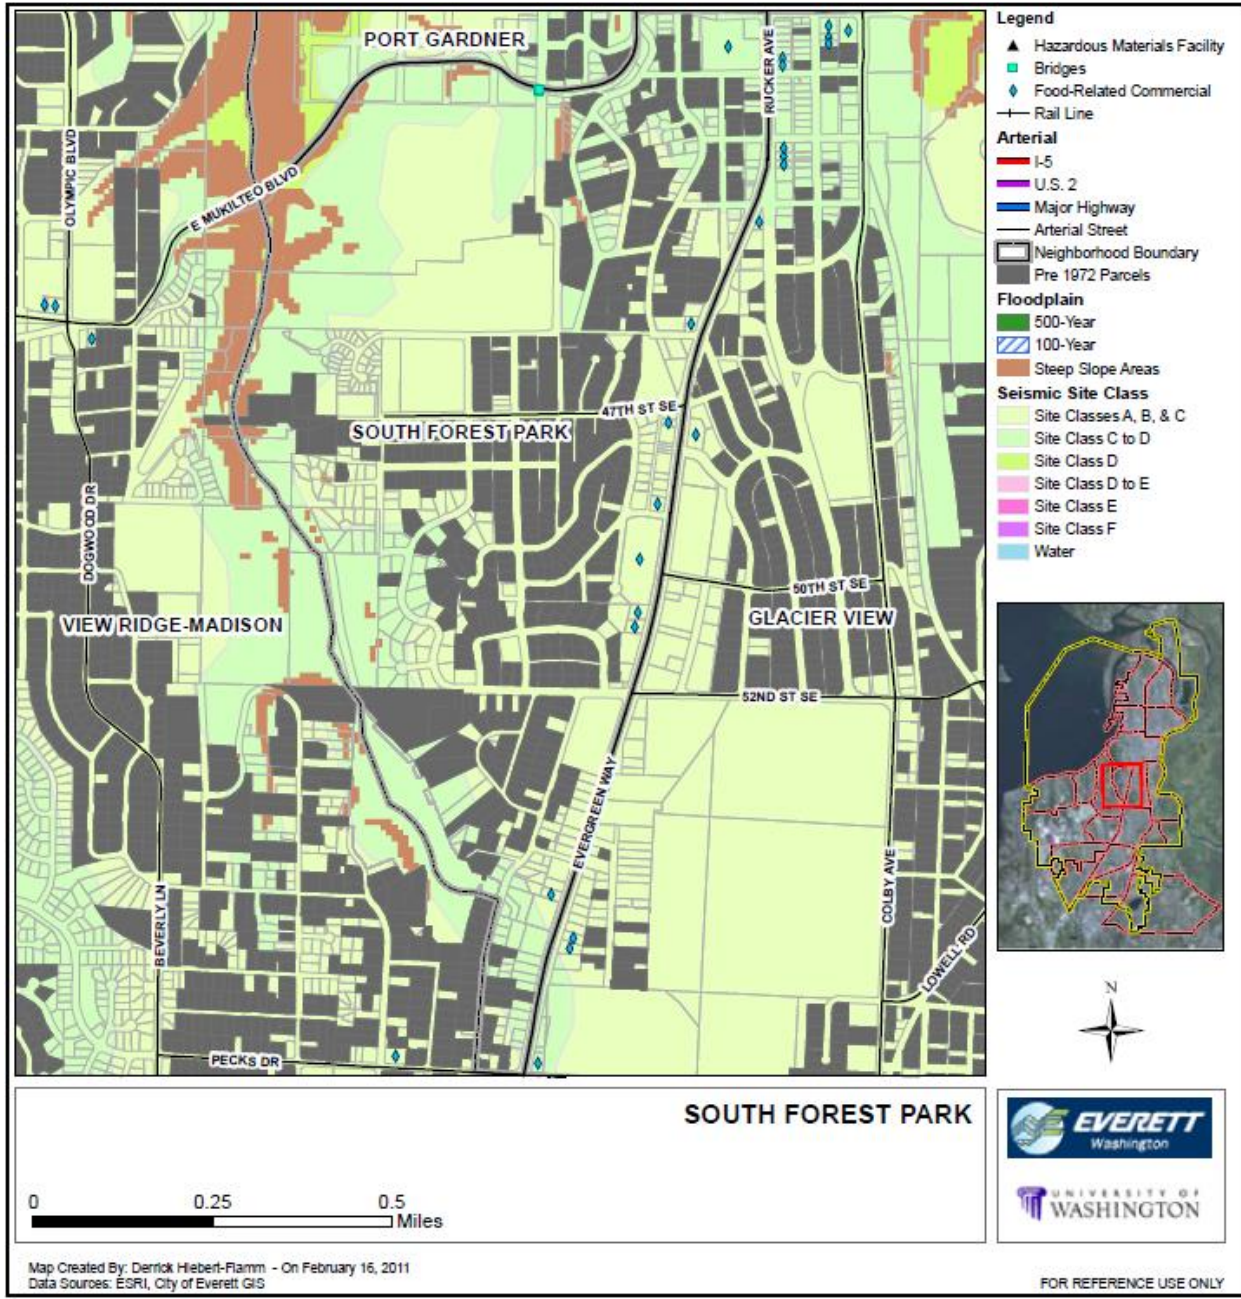 PORT GARDNER
RUCKER AVE
OLYMPIC BLVD
E MUKILTEO BLVD
47TH ST SE
SOUTH FOREST PARK
DOGWOOD DR
50TH ST SE
VIEW RIDGE-MADISON
GLACIER VIEW
52ND ST SE
EVERGREEN WAY
COLBY AVE
BEVERLY LN
LOWELL RD
PECKS DR
Legend
Hazardous Materials Facility
Bridges
Food-Related Commercial
Rail Line
Arterial
I-5
U.S. 2
Major Highway
Arterial Street
Neighborhood Boundary
Pre 1972 Parcels
Floodplain
500-Year
100-Year
Steep Slope Areas
Seismic Site Class
Site Classes A, B, & C
Site Class C to D
Site Class D
Site Class D to E
Site Class E
Site Class F
Water
N
SOUTH FOREST PARK
0 0.25 0.5
Miles
EVERETT
Washington
UNIVERSITY OF
WASHINGTON
Map Created By: Derrick Hiebert-Flamm - On February 16, 2011
Data Sources: ESRI, City of Everett GIS
FOR REFERENCE USE ONLY